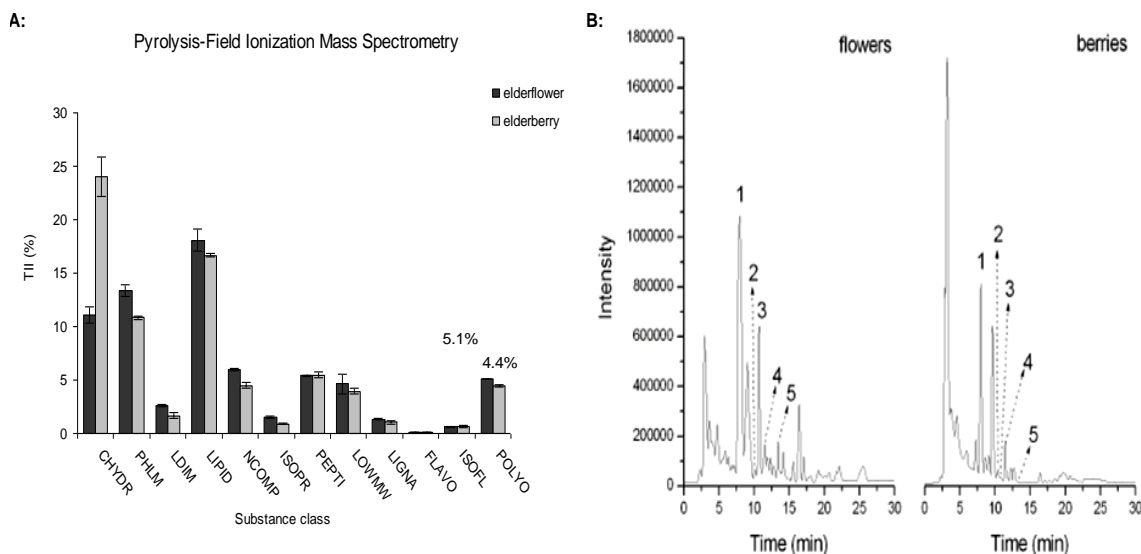 A:
Pyrolysis-Field Ionization Mass Spectrometry
elderflower
elderberry
30
25
20
15
10
5
0
TII (%)
5.1%
4.4%
CHYDR
PHLM
LDIM
LIPID
NCOMP
ISOPR
PEPTI
LOWMW
LIGNA
FLAVO
ISOFL
POLYO
Substance class
B:
flowers
berries
1800000
1600000
1400000
1200000
1000000
800000
600000
400000
200000
0
Intensity
1
2
3
4
5
1
2
3
4
5
0 5 10 15 20 25 30
0 5 10 15 20 25 30
Time (min)
Time (min)